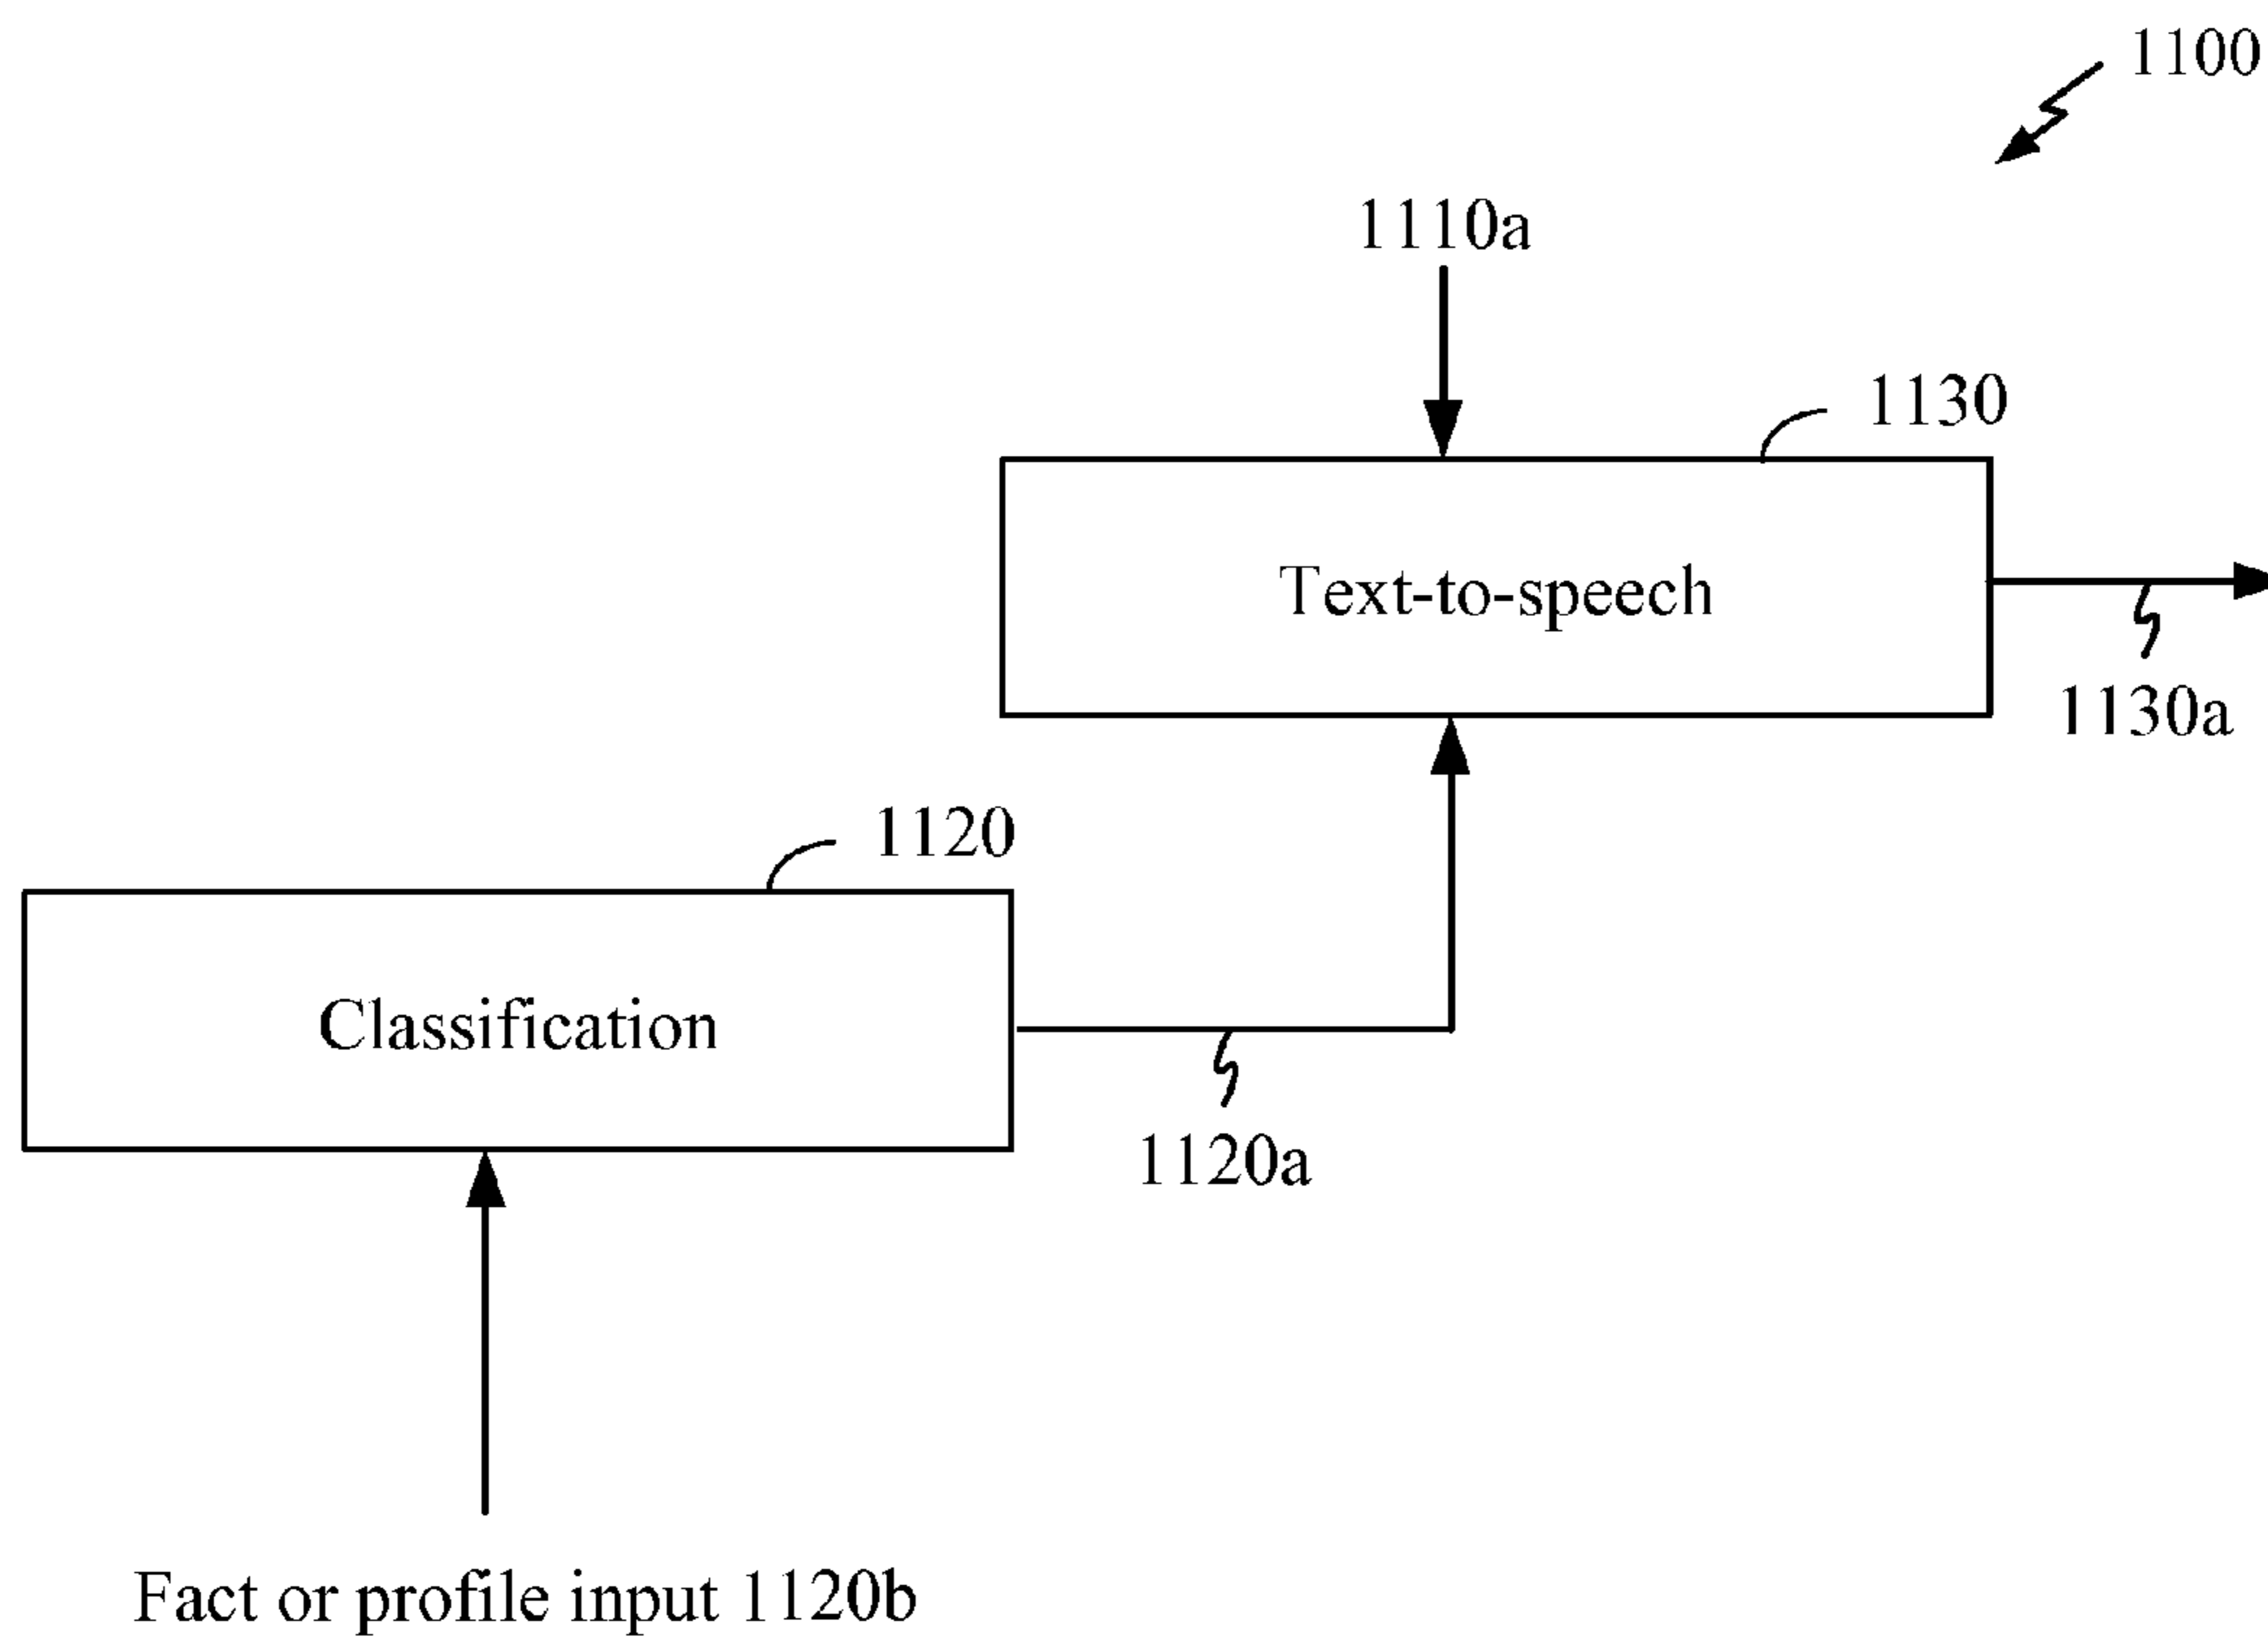 1100
1110a
1130
Text-to-speech
1130a
1120
Classification
1120a
Fact or profile input 1120b